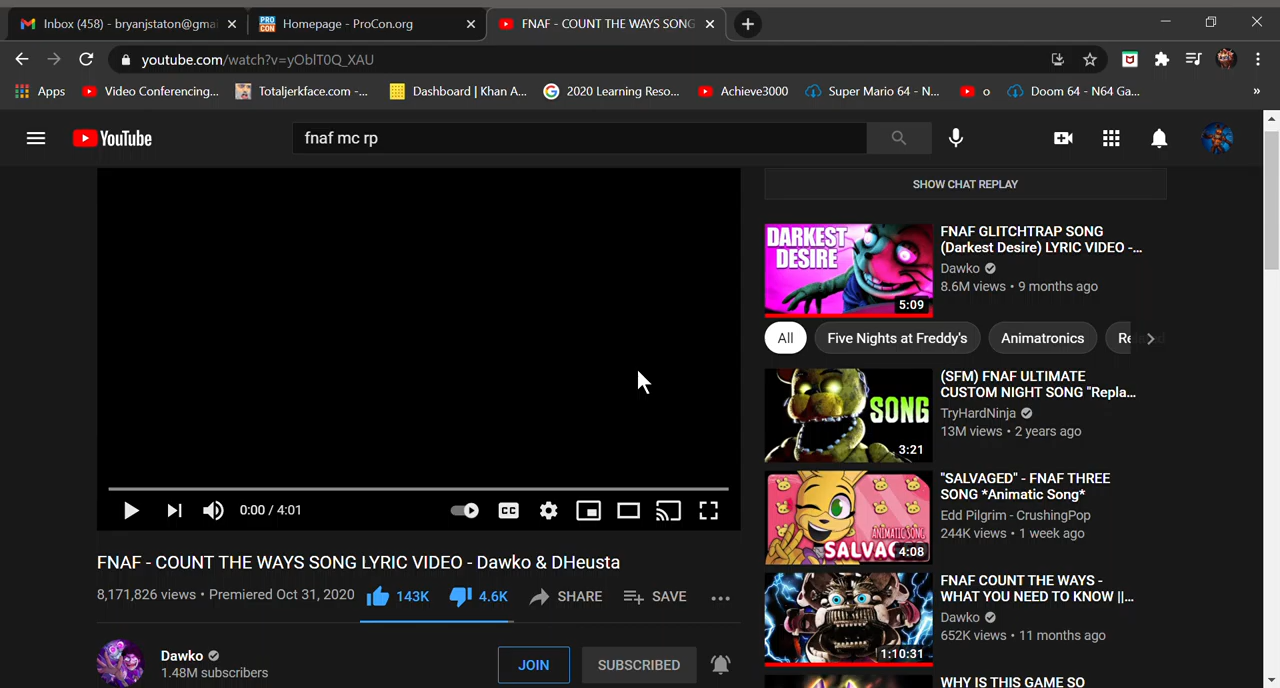 Inbox (458) - bryanjstaton@gmai
PRO CON Homepage - ProCon.org
FNAF - COUNT THE WAYS SONG
youtube.com/watch?v=yOblT0Q_XAU
Apps
Video Conferencing...
Totaljerkface.com -...
Dashboard | Khan A...
2020 Learning Reso...
Achieve3000
Super Mario 64 - N...
o
Doom 64 - N64 Ga...
»
YouTube
fnaf mc rp
SHOW CHAT REPLAY
DARKEST
DESIRE
5:09
FNAF GLITCHTRAP SONG
(Darkest Desire) LYRIC VIDEO -...
Dawko
8.6M views • 9 months ago
All
Five Nights at Freddy's
Animatronics
SONG
3:21
(SFM) FNAF ULTIMATE
CUSTOM NIGHT SONG "Repla...
TryHardNinja
13M views • 2 years ago
ANIMATIC SONG
SALVAG
4:08
"SALVAGED" - FNAF THREE
SONG *Animatic Song*
Edd Pilgrim - CrushingPop
244K views • 1 week ago
1:10:31
FNAF COUNT THE WAYS -
WHAT YOU NEED TO KNOW ||...
Dawko
652K views • 11 months ago
WHY IS THIS GAME SO
0:00 / 4:01
CC
FNAF - COUNT THE WAYS SONG LYRIC VIDEO - Dawko & DHeusta
8,171,826 views • Premiered Oct 31, 2020
143K
4.6K
SHARE
SAVE
Dawko
1.48M subscribers
JOIN
SUBSCRIBED